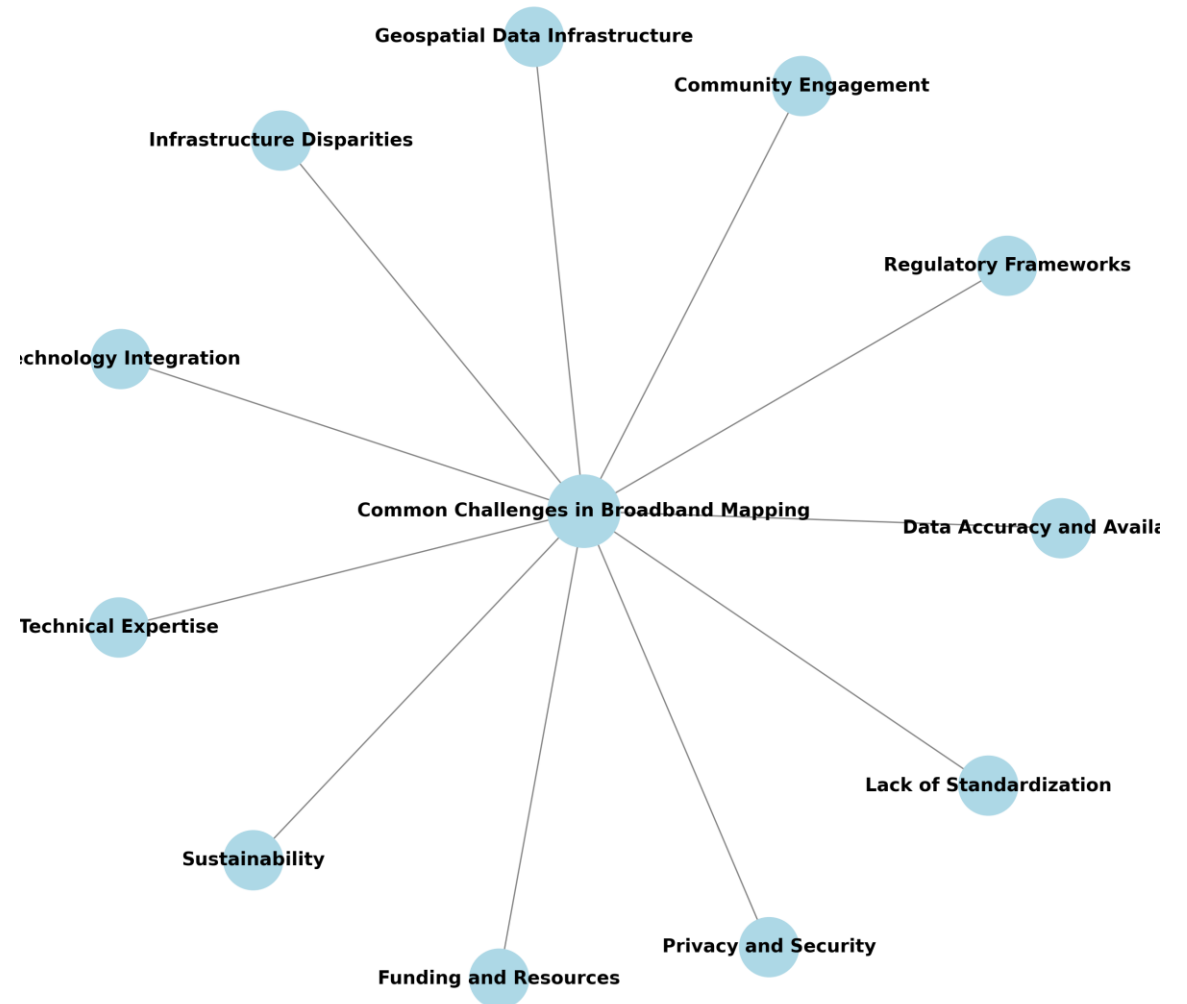 Geospatial Data Infrastructure
Community Engagement
Infrastructure Disparities
Regulatory Frameworks
echnology Integration
Common Challenges in Broadband Mapping
Data Accuracy and Availa
Technical Expertise
Lack of Standardization
Sustainability
Privacy and Security
Funding and Resources